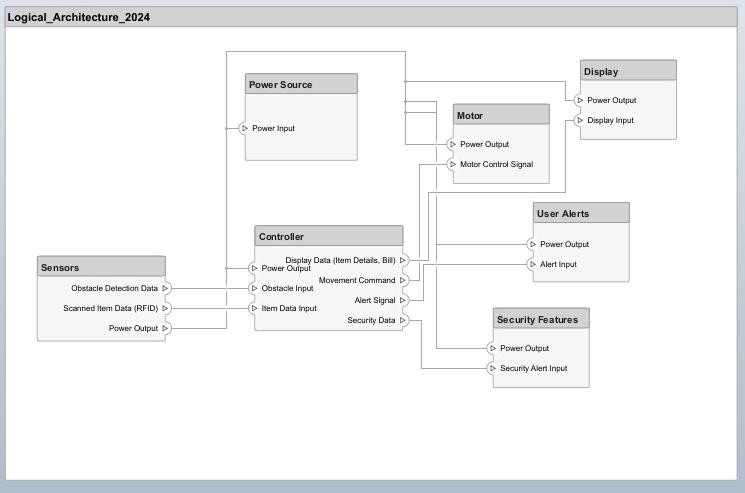 Logical_Architecture_2024
Power Source
Power Input
Display
Power Output
Display Input
Motor
Power Output
Motor Control Signal
User Alerts
Power Output
Alert Input
Controller
Display Data (Item Details, Bill)
Power Output
Movement Command
Obstacle Input
Alert Signal
Item Data Input
Security Data
Sensors
Obstacle Detection Data
Scanned Item Data (RFID)
Power Output
Security Features
Power Output
Security Alert Input